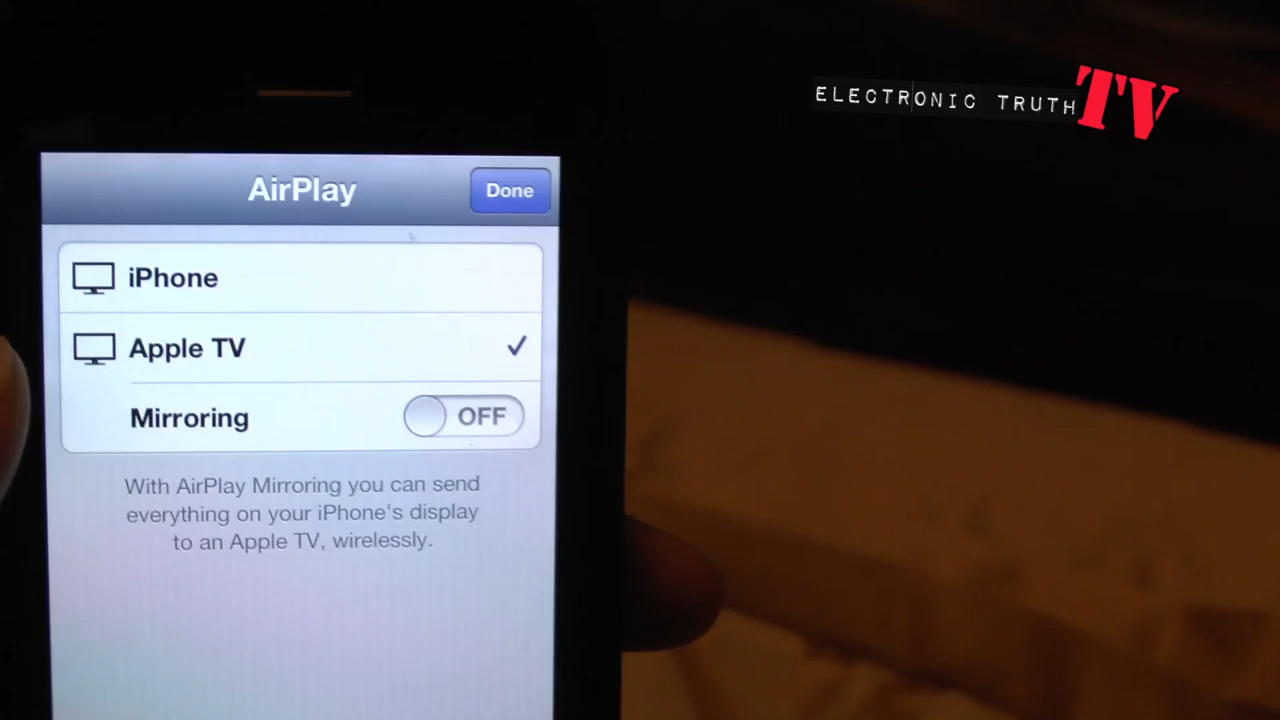 ELECTRONIC TRUTH TV
AirPlay
Done
iPhone
Apple TV
Mirroring
OFF
With AirPlay Mirroring you can send
everything on your iPhone's display
to an Apple TV, wirelessly.